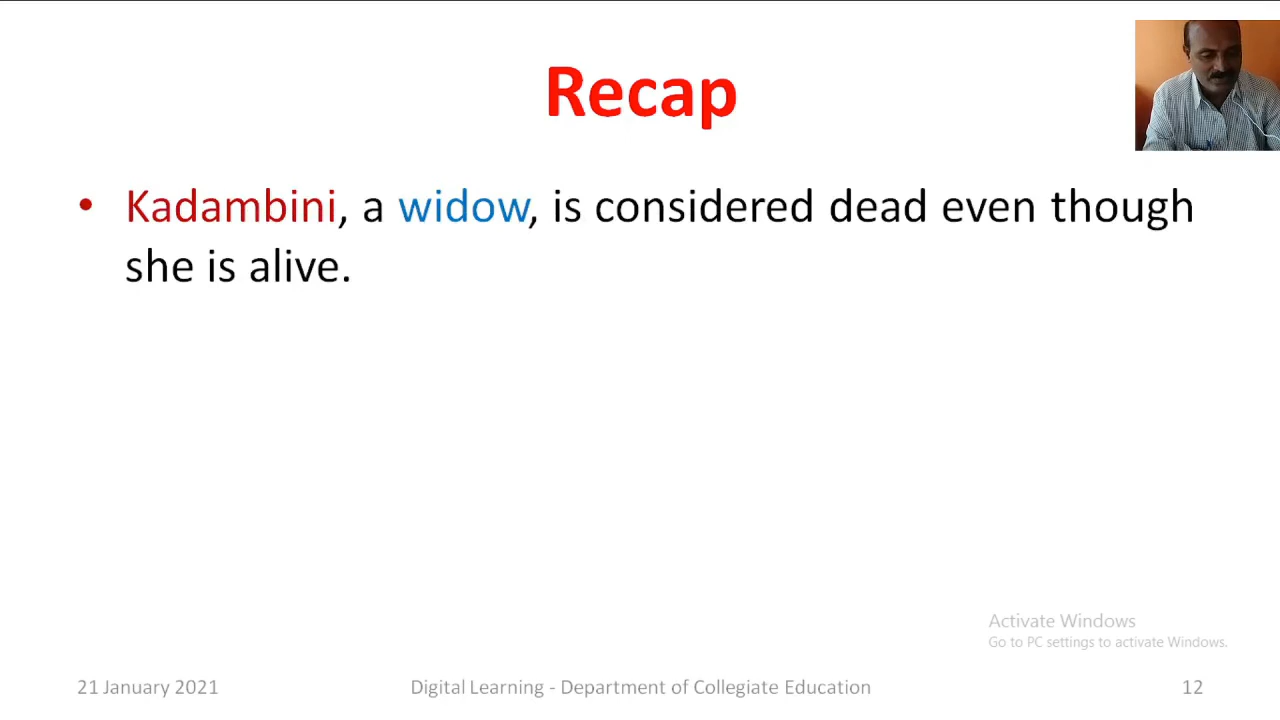 Recap
• Kadambini, a widow, is considered dead even though
she is alive.
Activate Windows
Go to PC settings to activate Windows.
21 January 2021
Digital Learning - Department of Collegiate Education
12